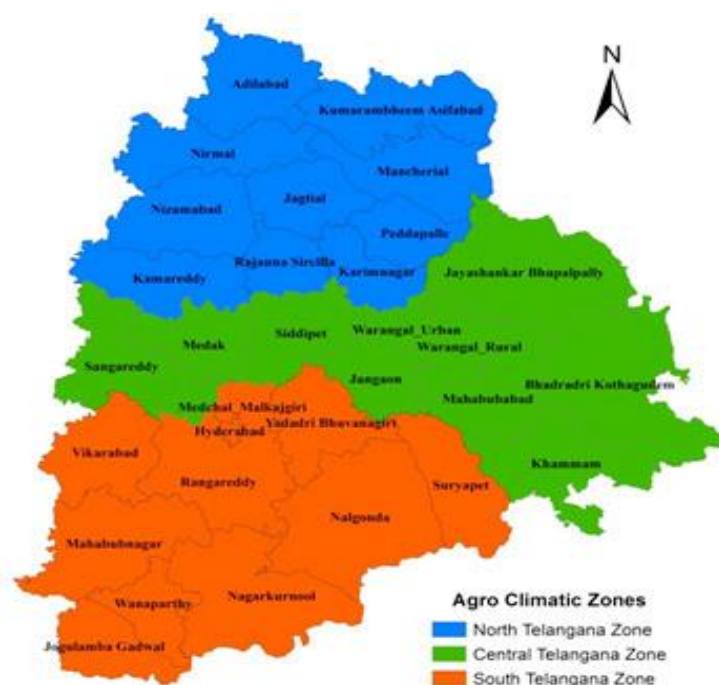 N
Adilabad
Kumarambheem Asifabad
Nirmal
Mancherial
Jagtial
Nizamabad
Peddapalle
Rajanna Sircilla
Karimnagar
Kamareddy
Jayashankar Bhupalpally
Siddipet
Warangal_Urban
Medak
Warangal_Rural
Sangareddy
Jangaon
Bhadradri Kothagudem
Mahabubabad
Medchal_Malkajgiri
Yadadri Bhuvanagiri
Hyderabad
Vikarabad
Khammam
Rangareddy
Suryapet
Nalgonda
Mahabubnagar
Nagarkurnool
Wanaparthy
Jogulamba Gadwal
Agro Climatic Zones
North Telangana Zone
Central Telangana Zone
South Telangana Zone